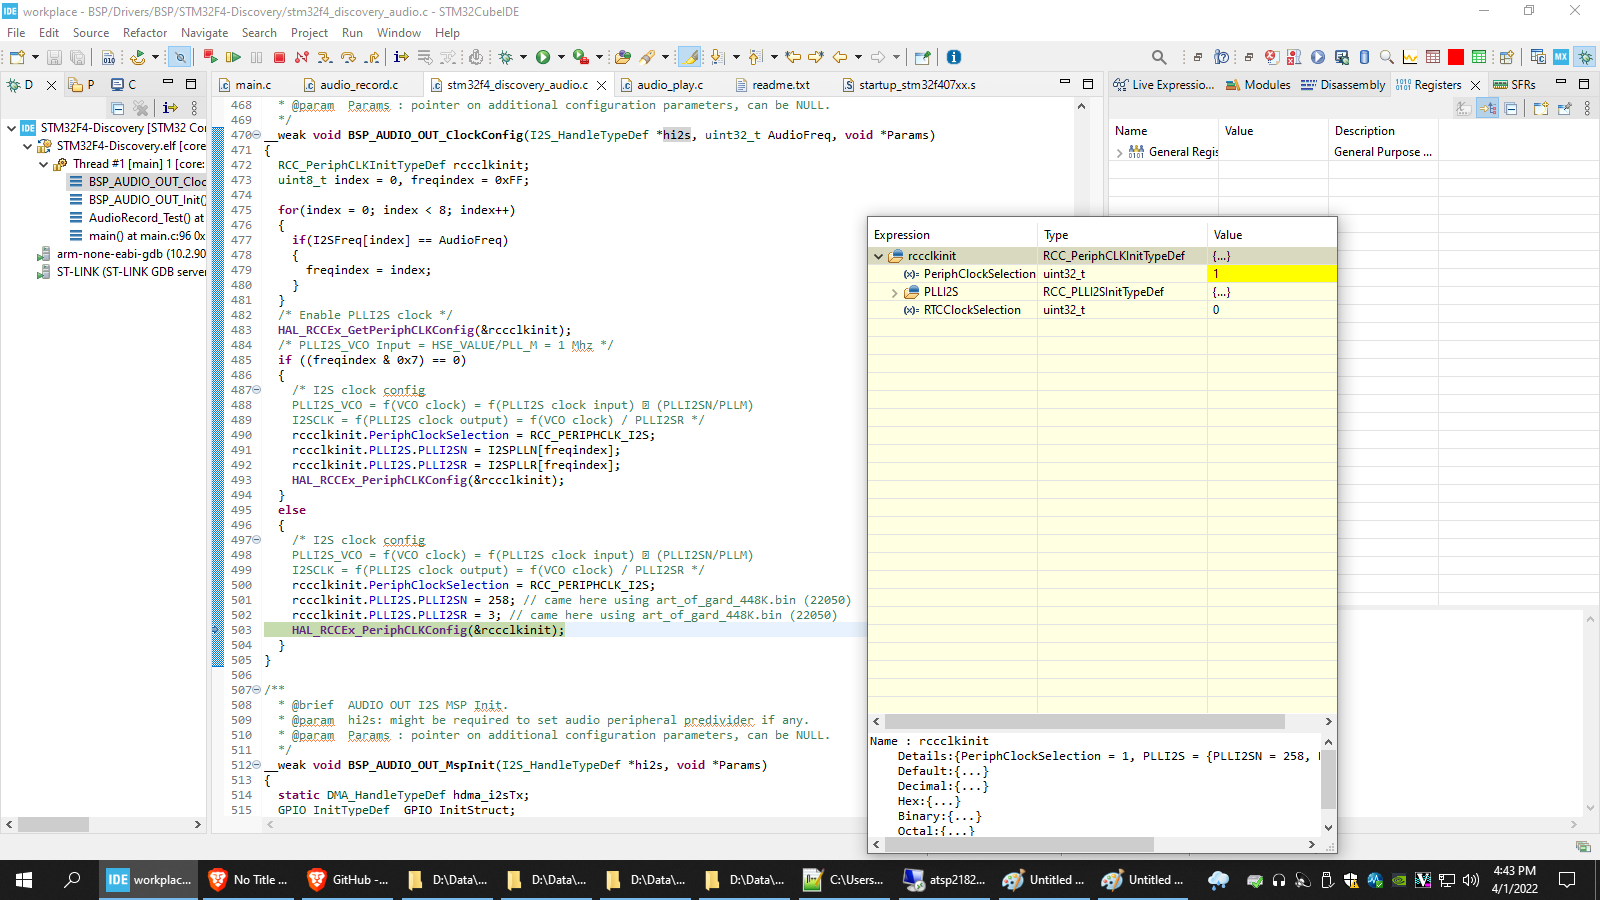 IDE workplace - BSP/Drivers/BSP/STM32F4-Discovery/stm32f4_discovery_audio.c - STM32CubeIDE
File Edit Source Refactor Navigate Search Project Run Window Help
D P C main.c audio_record.c stm32f4_discovery_audio.c audio_play.c readme.txt startup_stm32f407xx.s Live Expressio... Modules Disassembly Registers SFRs
IDE STM32F4-Discovery [STM32 Cor
STM32F4-Discovery.elf [core
Thread #1 [main] 1 [core:
BSP_AUDIO_OUT_Cloc
BSP_AUDIO_OUT_Init()
AudioRecord_Test() at
main() at main.c:96 0x
arm-none-eabi-gdb (10.2.90
ST-LINK (ST-LINK GDB server
468 * @param Params : pointer on additional configuration parameters, can be NULL.
469 */
470 __weak void BSP_AUDIO_OUT_ClockConfig(I2S_HandleTypeDef *hi2s, uint32_t AudioFreq, void *Params)
471 {
472 RCC_PeriphCLKInitTypeDef rccclkinit;
473 uint8_t index = 0, freqindex = 0xFF;
474
475 for(index = 0; index < 8; index++)
476 {
477 if(I2SFreq[index] == AudioFreq)
478 {
479 freqindex = index;
480 }
481 }
482 /* Enable PLLI2S clock */
483 HAL_RCCEx_GetPeriphCLKConfig(&rccclkinit);
484 /* PLLI2S_VCO Input = HSE_VALUE/PLL_M = 1 Mhz */
485 if ((freqindex & 0x7) == 0)
486 {
487 /* I2S clock config
488 PLLI2S_VCO = f(VCO clock) = f(PLLI2S clock input) � (PLLI2SN/PLLM)
489 I2SCLK = f(PLLI2S clock output) = f(VCO clock) / PLLI2SR */
490 rccclkinit.PeriphClockSelection = RCC_PERIPHCLK_I2S;
491 rccclkinit.PLLI2S.PLLI2SN = I2SPLLN[freqindex];
492 rccclkinit.PLLI2S.PLLI2SR = I2SPLLR[freqindex];
493 HAL_RCCEx_PeriphCLKConfig(&rccclkinit);
494 }
495 else
496 {
497 /* I2S clock config
498 PLLI2S_VCO = f(VCO clock) = f(PLLI2S clock input) � (PLLI2SN/PLLM)
499 I2SCLK = f(PLLI2S clock output) = f(VCO clock) / PLLI2SR */
500 rccclkinit.PeriphClockSelection = RCC_PERIPHCLK_I2S;
501 rccclkinit.PLLI2S.PLLI2SN = 258; // came here using art_of_gard_448K.bin (22050)
502 rccclkinit.PLLI2S.PLLI2SR = 3; // came here using art_of_gard_448K.bin (22050)
503 HAL_RCCEx_PeriphCLKConfig(&rccclkinit);
504 }
505 }
506
507 /**
508 * @brief AUDIO OUT I2S MSP Init.
509 * @param hi2s: might be required to set audio peripheral predivider if any.
510 * @param Params : pointer on additional configuration parameters, can be NULL.
511 */
512 __weak void BSP_AUDIO_OUT_MspInit(I2S_HandleTypeDef *hi2s, void *Params)
513 {
514 static DMA_HandleTypeDef hdma_i2sTx;
515 GPIO_InitTypeDef GPIO_InitStruct;
Name Value Description
General Regis General Purpose ...
Expression Type Value
rccclkinit RCC_PeriphCLKInitTypeDef {...}
(x)= PeriphClockSelection uint32_t 1
PLLI2S RCC_PLLI2SInitTypeDef {...}
(x)= RTCClockSelection uint32_t 0
Name : rccclkinit
Details:{PeriphClockSelection = 1, PLLI2S = {PLLI2SN = 258,
Default:{...}
Decimal:{...}
Hex:{...}
Binary:{...}
Octal:{...}
IDE workplac... No Title ... GitHub -... D:\Data\... D:\Data\... D:\Data\... D:\Data\... C:\Users... atsp2182... Untitled ... Untitled ... 4:43 PM
4/1/2022